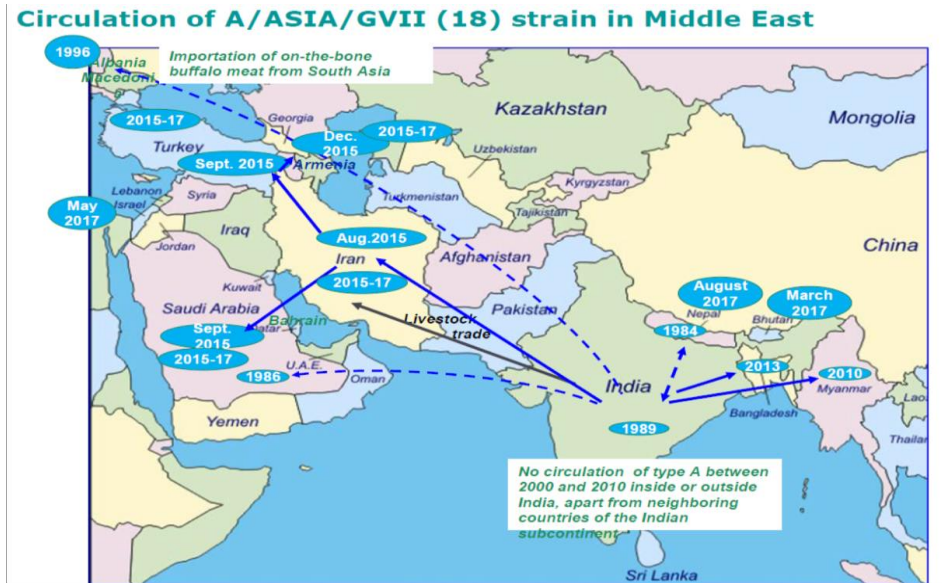 Circulation of A/ASIA/GVII (18) strain in Middle East
1996
Importation of on-the-bone
buffalo meat from South Asia
Albania
Kazakhstan
Mongolia
2015-17
Georgia
Dec.
2015
2015-17
Turkey
Uzbekistan
Sept. 2015
Armenia
Kyrgyzstan
Lebanon
Israel
Syria
Turkmenistan
Tajikistan
May
2017
Aug.2015
Iraq
Jordan
Iran
Afghanistan
China
Kuwait
2015-17
August
2017
March
2017
Saudi Arabia
Pakistan
Nepal
Bhutan
Bahrain
Livestock
trade
1984
Sept.
2015
2015-17
U.A.E.
1986
Oman
2013
2010
India
Myanmar
Bangladesh
Yemen
1989
No circulation of type A between
2000 and 2010 inside or outside
India, apart from neighboring
countries of the Indian
subcontinent
Sri Lanka